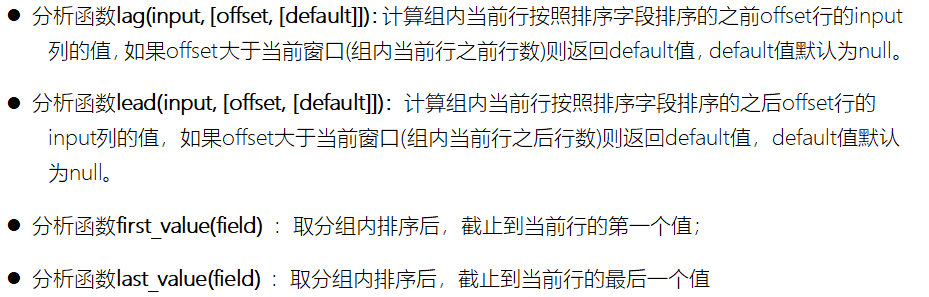 ● 分析函数lag(input, [offset, [default]]):计算组内当前行按照排序字段排序的之前offset行的input
列的值, 如果offset大于当前窗口(组内当前行之前行数)则返回default值, default值默认为null。
● 分析函数lead(input, [offset, [default]]): 计算组内当前行按照排序字段排序的之后offset行的
input列的值，如果offset大于当前窗口(组内当前行之后行数)则返回default值，default值默认
为null。
● 分析函数first_value(field) ：取分组内排序后，截止到当前行的第一个值；
● 分析函数last_value(field) ：取分组内排序后，截止到当前行的最后一个值